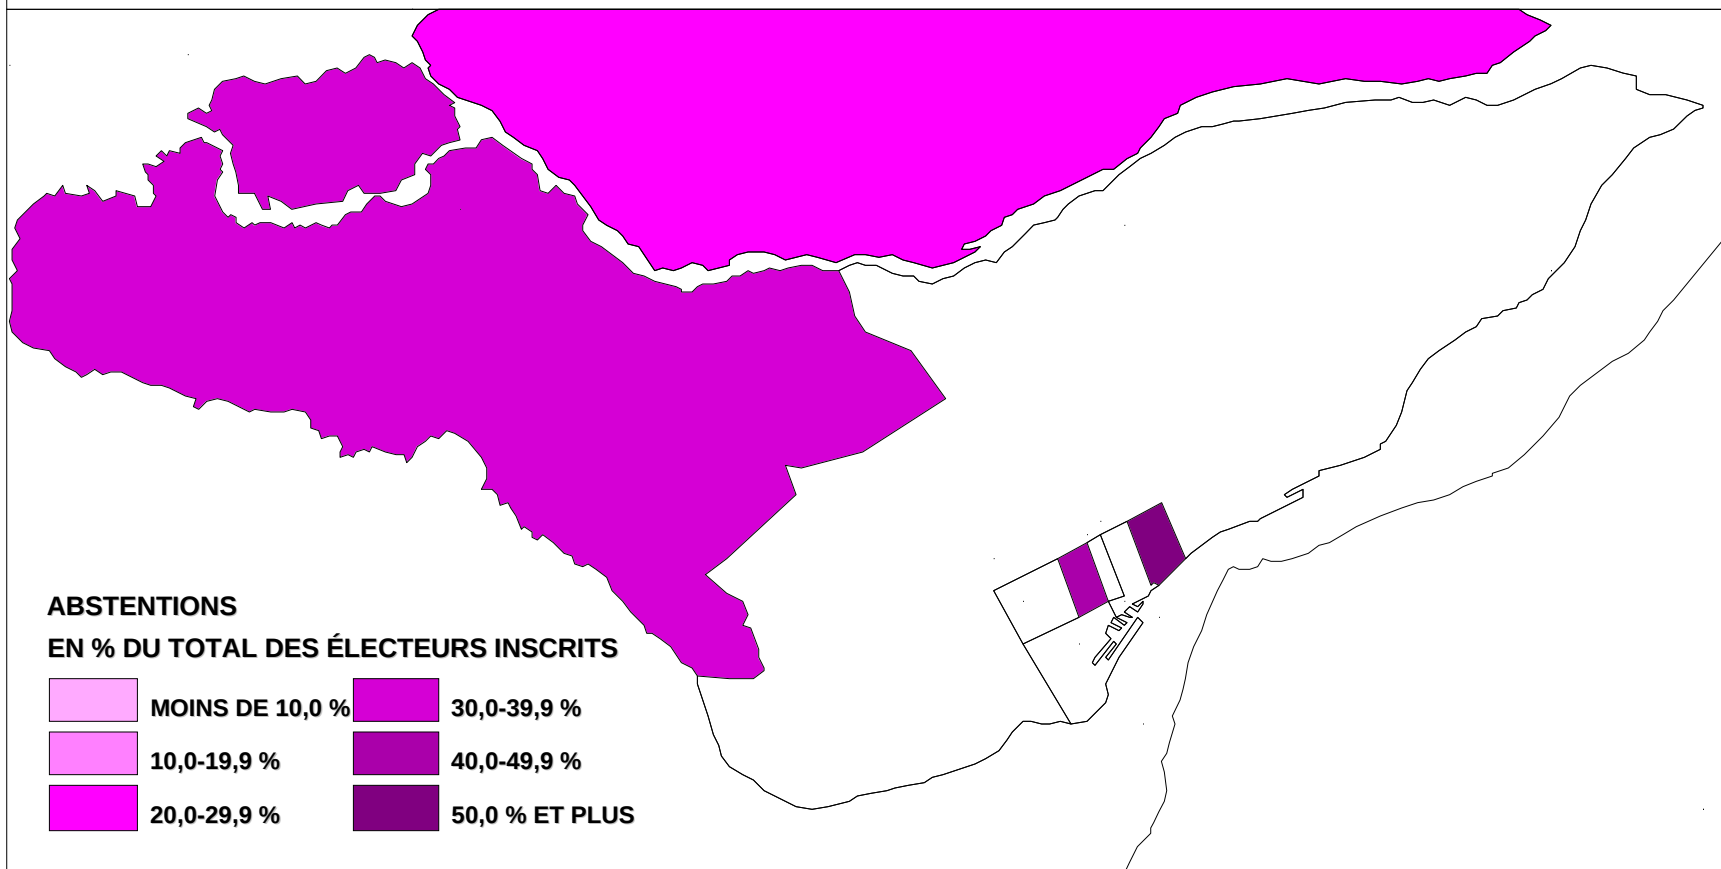 ABSTENTIONS
EN % DU TOTAL DES ÉLECTEURS INSCRITS
MOINS DE 10,0 %
10,0-19,9 %
20,0-29,9 %
30,0-39,9 %
40,0-49,9 %
50,0 % ET PLUS